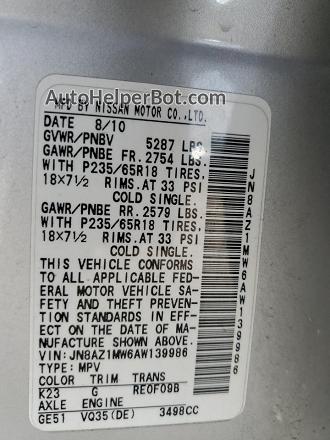 MFD BY NISSAN MOTOR CO.,LTD.
DATE 8/10
GVWR/PNBV 5287 LBS.
GAWR/PNBE FR. 2754 LBS.
WITH P235/65R18 TIRES.
18X7½ RIMS.AT 33 PSI
COLD SINGLE.
GAWR/PNBE RR. 2579 LBS.
WITH P235/65R18 TIRES.
18X7½ RIMS.AT 33 PSI
COLD SINGLE.
THIS VEHICLE CONFORMS
TO ALL APPLICABLE FED-
ERAL MOTOR VEHICLE SA-
FETY AND THEFT PREVEN-
TION STANDARDS IN EFF-
ECT ON THE DATE OF MA-
NUFACTURE SHOWN ABOVE.
VIN:JN8AZ1MW6AW139986
TYPE:MPV
COLOR TRIM TRANS
K23 G RE0F09B
AXLE ENGINE
GE51 VQ35(DE) 3498CC
JN8AZ1MW6AW139986
AutoHelperBot.com